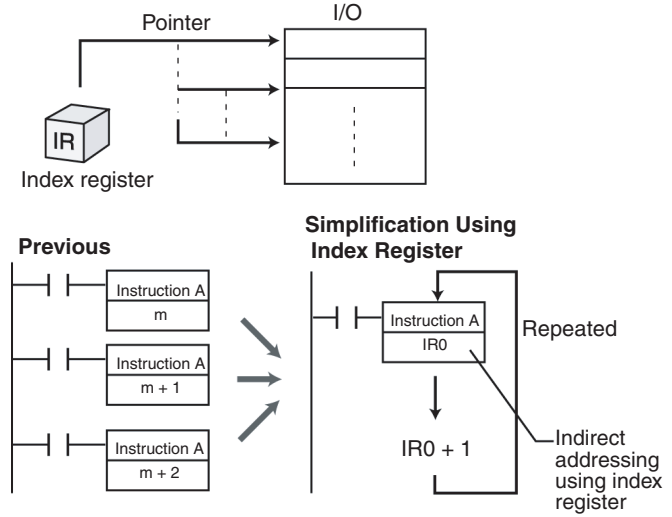 I/O
Pointer
IR
Index register
Previous
Instruction A
m
Instruction A
m + 1
Instruction A
m + 2
Simplification Using
Index Register
Instruction A
IR0
Repeated
IR0 + 1
Indirect
addressing
using index
register